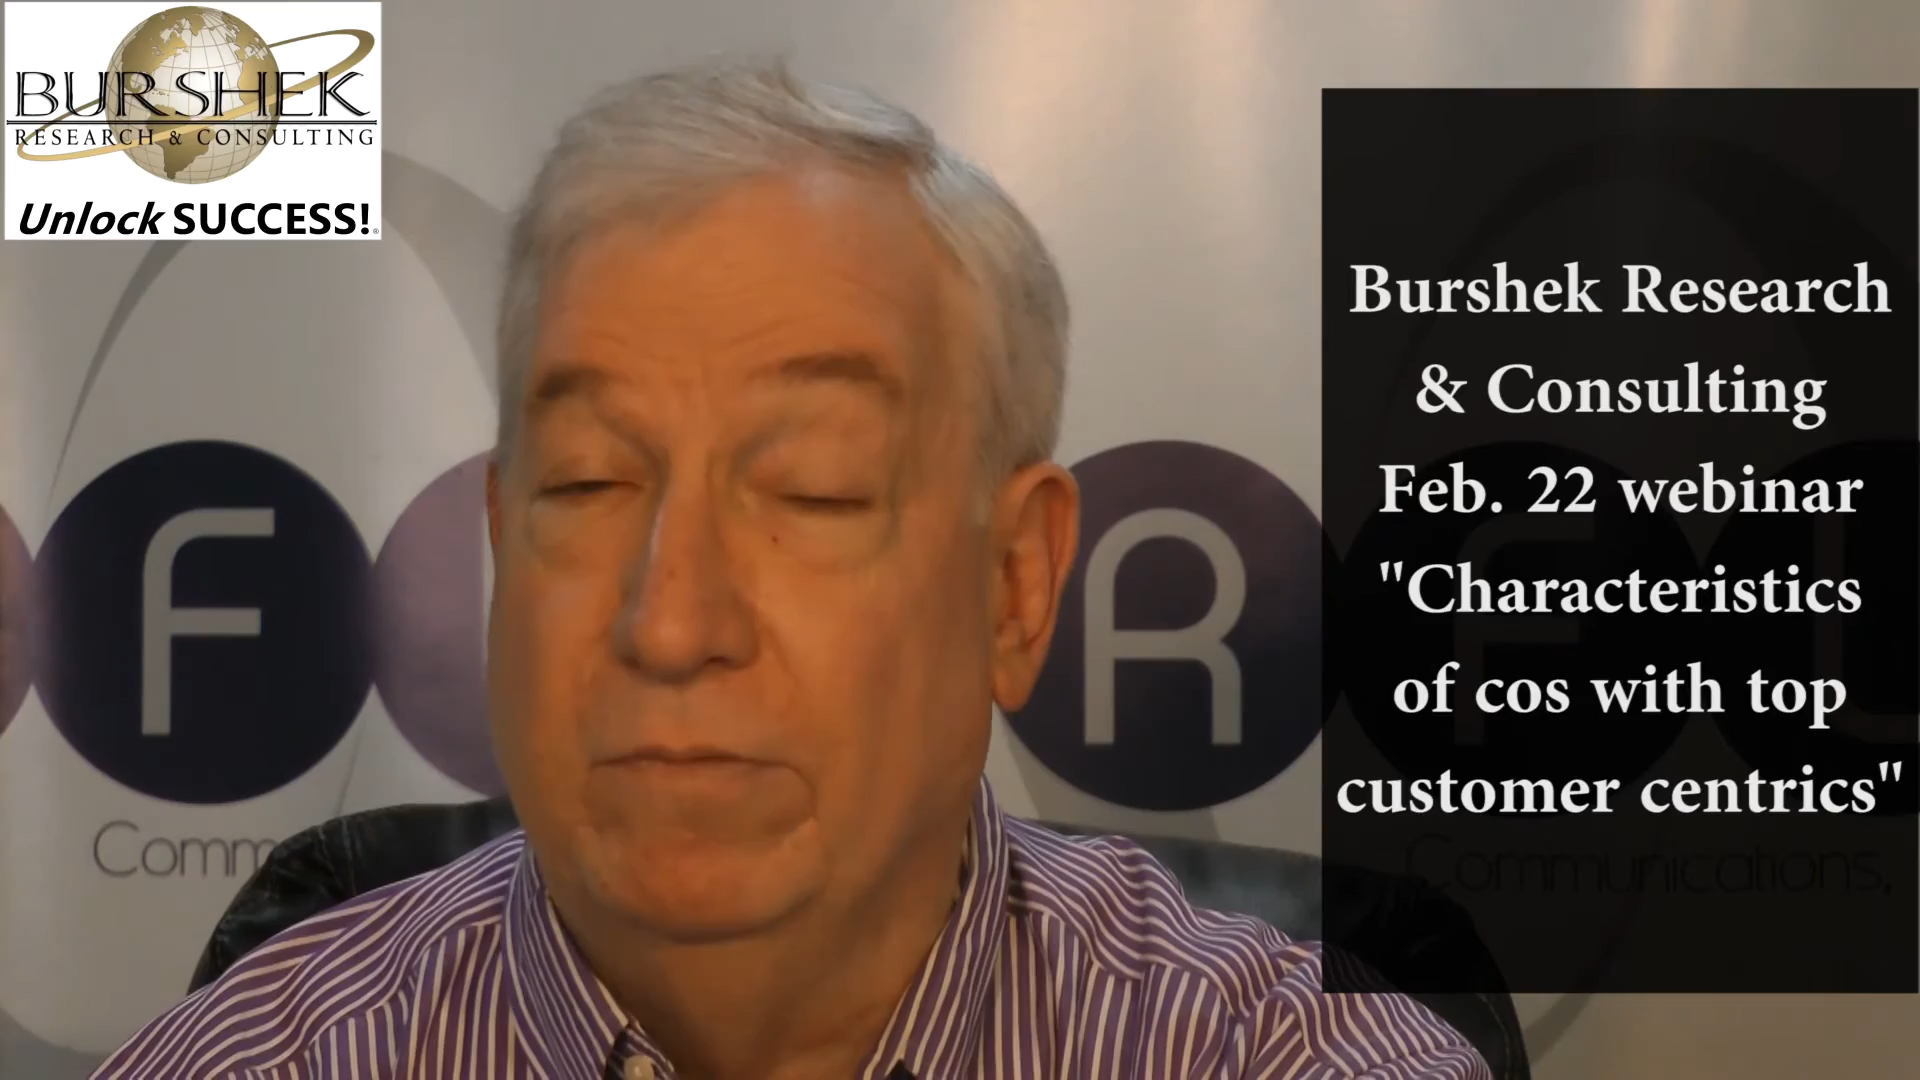 BURSHEK
RESEARCH & CONSULTING
Unlock SUCCESS!
Burshek Research
& Consulting
Feb. 22 webinar
"Characteristics
of cos with top
customer centrics"
F
R
F
L
Comm
Communications,